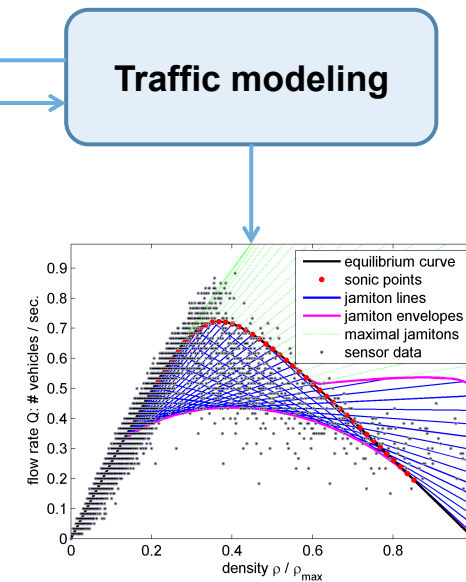 Traffic modeling
0.9
0.8
0.7
0.6
0.5
0.4
0.3
0.2
0.1
0
flow rate Q: # vehicles / sec.
equilibrium curve
sonic points
jamiton lines
jamiton envelopes
maximal jamitons
sensor data
0 0.2 0.4 0.6 0.8
density ρ / ρmax